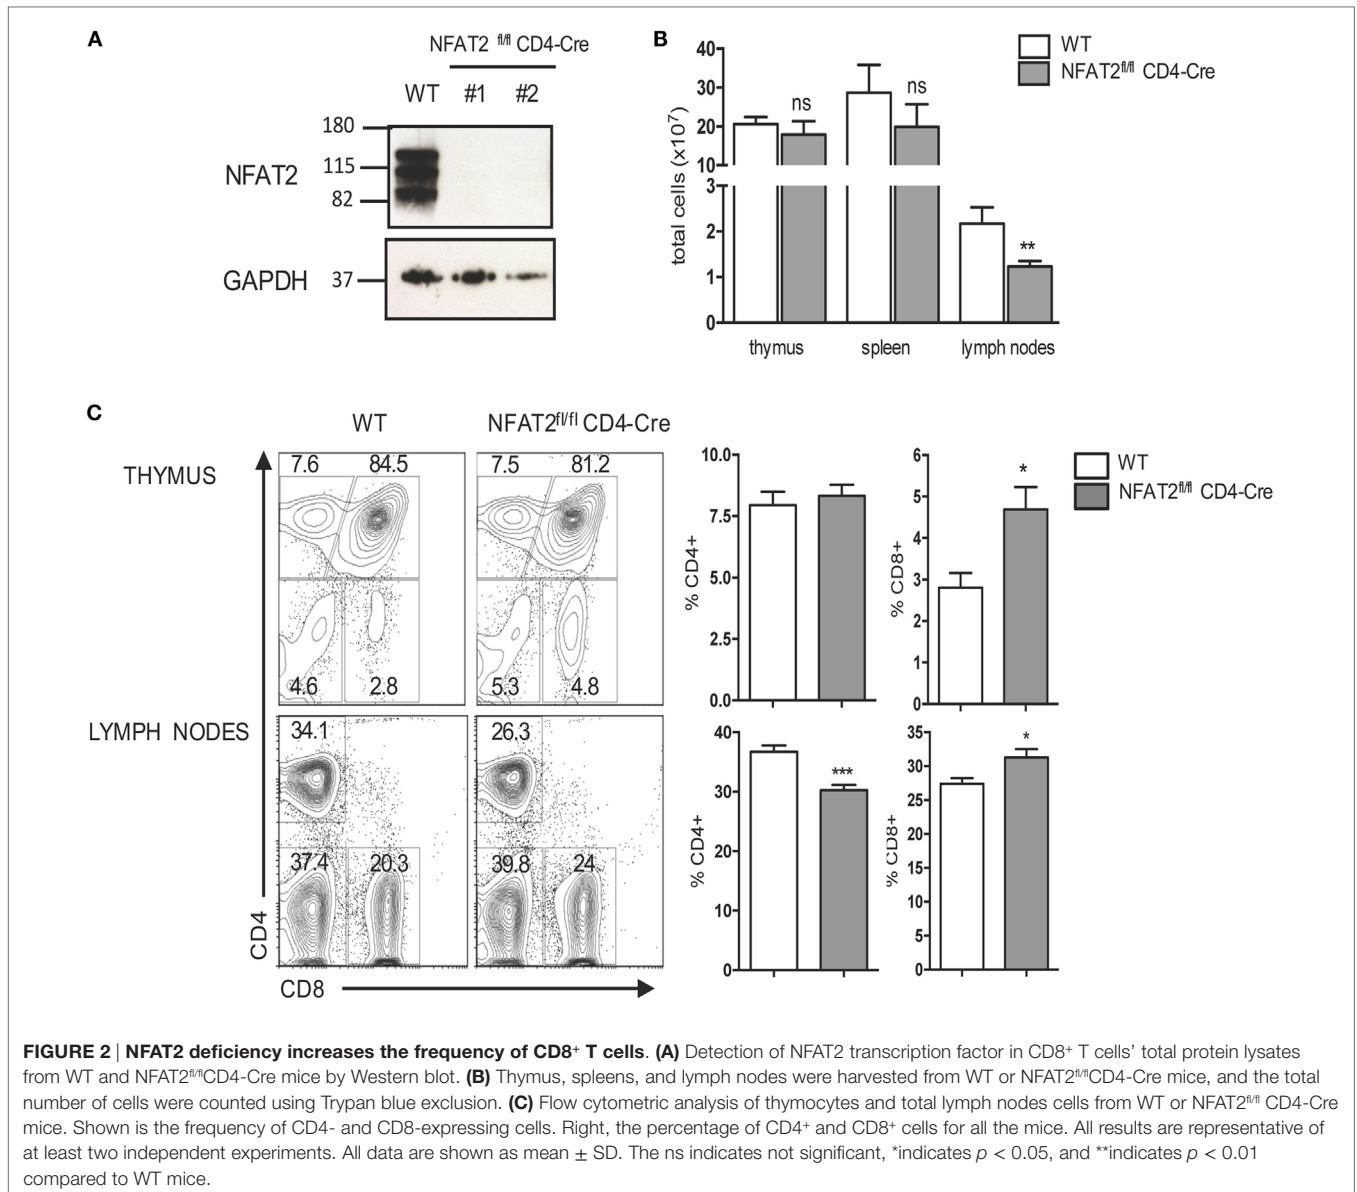 A
NFAT2 fl/fl CD4-Cre
WT #1 #2
180
NFAT2
115
82
GAPDH
37
B
WT
NFAT2fl/fl CD4-Cre
total cells (x10⁷)
40
30
20
10
3
2
1
0
ns
ns
**
thymus spleen lymph nodes
C
WT NFAT2fl/fl CD4-Cre
THYMUS
7.6 84.5
4.6 2.8
7.5 81.2
5.3 4.8
LYMPH NODES
34.1
37.4 20.3
26.3
39.8 24
CD4
CD8
% CD4+
10.0
7.5
5.0
2.5
0.0
% CD8+
6
5
4
3
2
1
0
*
WT
NFAT2fl/fl CD4-Cre
% CD4+
40
30
20
10
0
***
% CD8+
35
30
25
20
15
10
5
0
*
FIGURE 2 | NFAT2 deficiency increases the frequency of CD8⁺ T cells. (A) Detection of NFAT2 transcription factor in CD8⁺ T cells' total protein lysates
from WT and NFAT2fl/flCD4-Cre mice by Western blot. (B) Thymus, spleens, and lymph nodes were harvested from WT or NFAT2fl/flCD4-Cre mice, and the total
number of cells were counted using Trypan blue exclusion. (C) Flow cytometric analysis of thymocytes and total lymph nodes cells from WT or NFAT2fl/fl CD4-Cre
mice. Shown is the frequency of CD4- and CD8-expressing cells. Right, the percentage of CD4⁺ and CD8⁺ cells for all the mice. All results are representative of
at least two independent experiments. All data are shown as mean ± SD. The ns indicates not significant, *indicates p < 0.05, and **indicates p < 0.01
compared to WT mice.